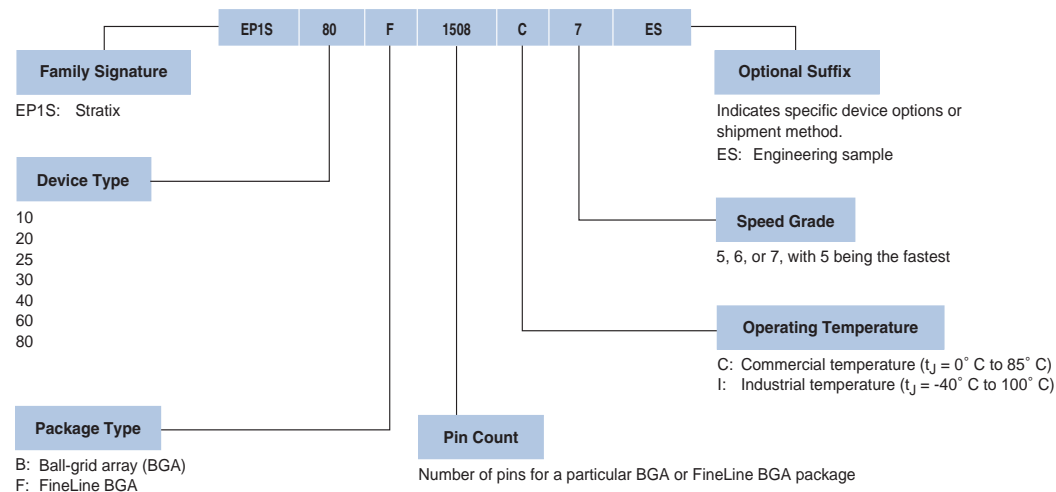 EP1S 80 F 1508 C 7 ES
Family Signature
EP1S: Stratix
Device Type
10
20
25
30
40
60
80
Package Type
B: Ball-grid array (BGA)
F: FineLine BGA
Pin Count
Number of pins for a particular BGA or FineLine BGA package
Optional Suffix
Indicates specific device options or
shipment method.
ES: Engineering sample
Speed Grade
5, 6, or 7, with 5 being the fastest
Operating Temperature
C: Commercial temperature (tJ = 0˚ C to 85˚ C)
I: Industrial temperature (tJ = -40˚ C to 100˚ C)